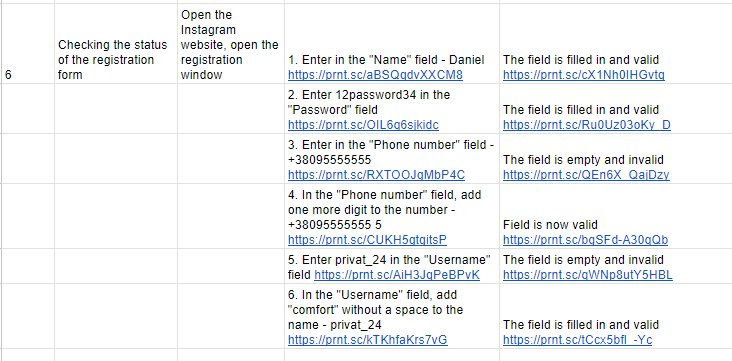 6
Checking the status
of the registration
form
Open the
Instagram
website, open the
registration
window
1. Enter in the "Name" field - Daniel
https://prnt.sc/aBSQqdvXXCM8
The field is filled in and valid
https://prnt.sc/cX1Nh0IHGvtq
2. Enter 12password34 in the
"Password" field
https://prnt.sc/OIL6q6sjkidc
The field is filled in and valid
https://prnt.sc/Ru0Uz03oKy_D
3. Enter in the "Phone number" field -
+38095555555
https://prnt.sc/RXTOOJqMbP4C
The field is empty and invalid
https://prnt.sc/QEn6X_QajDzy
4. In the "Phone number" field, add
one more digit to the number -
+38095555555 5
https://prnt.sc/CUKH5qtgitsP
Field is now valid
https://prnt.sc/bgSFd-A30gQb
5. Enter privat_24 in the "Username"
field https://prnt.sc/AiH3JqPeBPvK
The field is empty and invalid
https://prnt.sc/qWNp8utY5HBL
6. In the "Username" field, add
"comfort" without a space to the
name - privat_24
https://prnt.sc/kTKhfaKrs7vG
The field is filled in and valid
https://prnt.sc/tCcx5bfl_-Yc